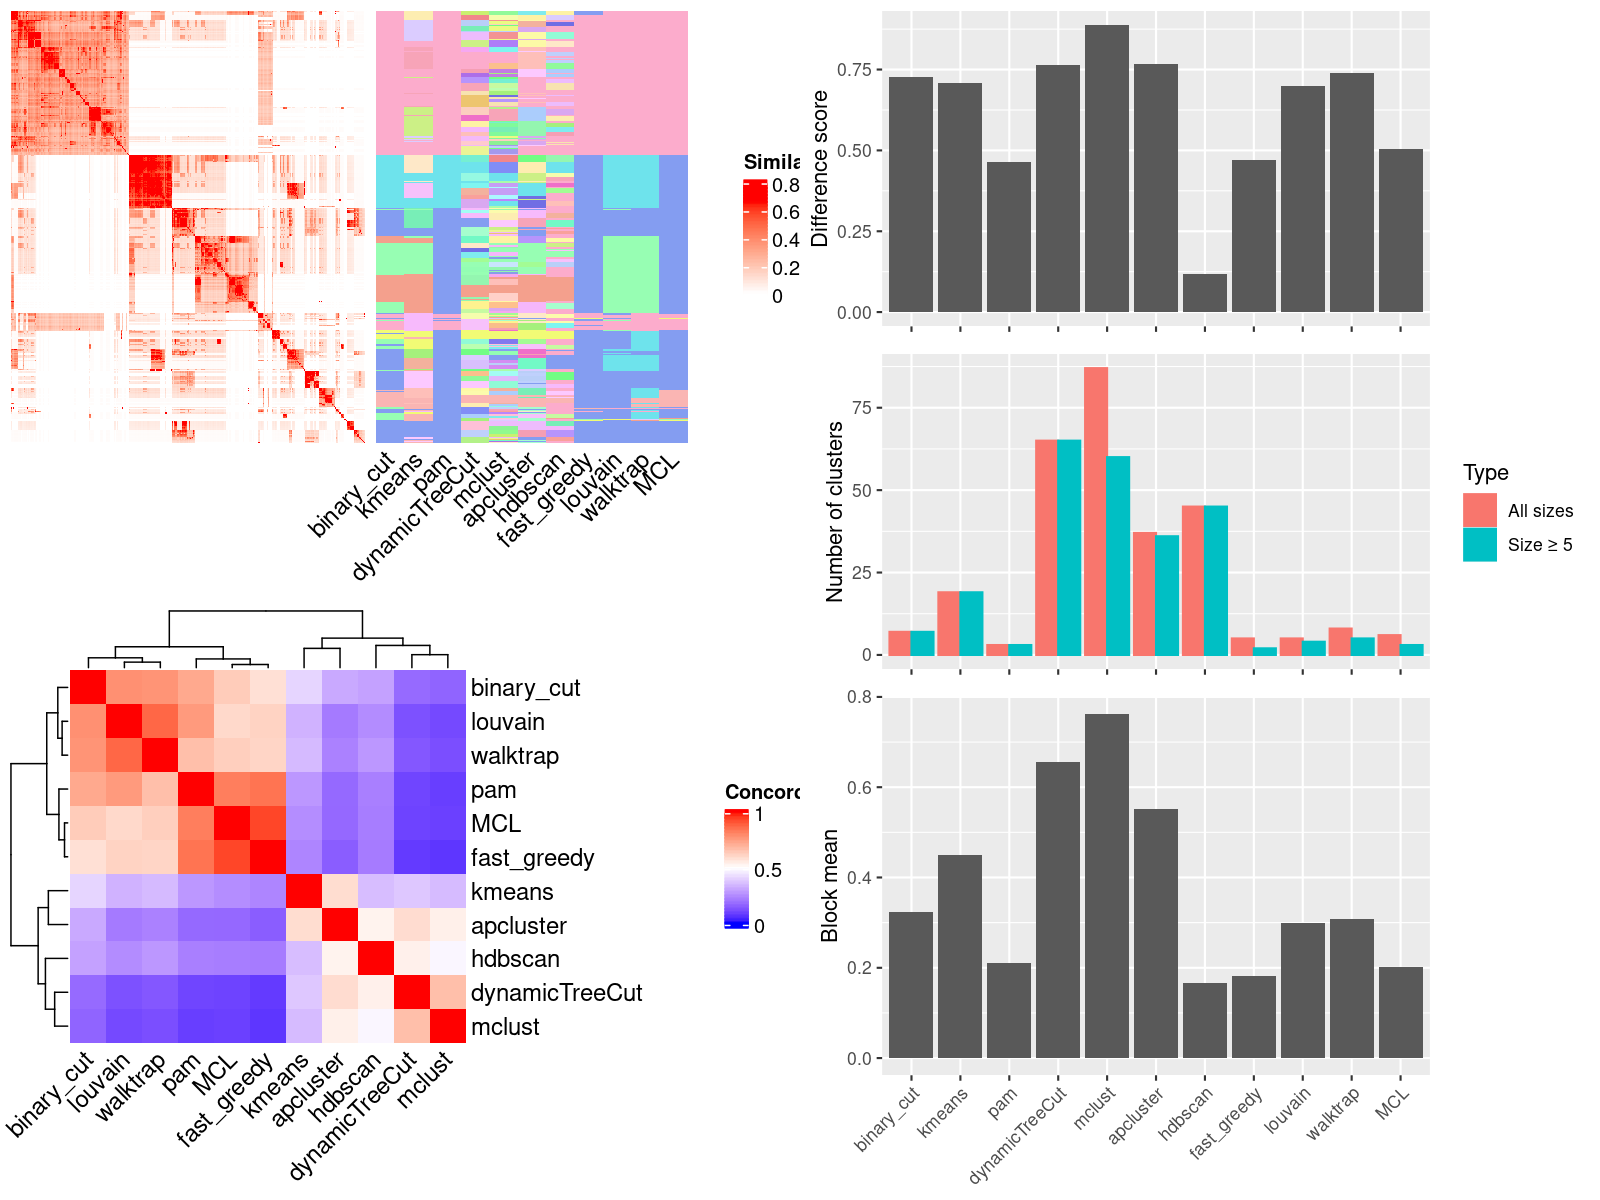 Simila
0.8
0.6
0.4
0.2
0
binary_cut
kmeans
pam
dynamicTreeCut
mclust
apcluster
hdbscan
fast_greedy
louvain
walktrap
MCL
Difference score
0.75
0.50
0.25
0.00
Number of clusters
75
50
25
0
Type
All sizes
Size ≥ 5
Block mean
0.8
0.6
0.4
0.2
0.0
binary_cut
kmeans
pam
dynamicTreeCut
mclust
apcluster
hdbscan
fast_greedy
louvain
walktrap
MCL
binary_cut
louvain
walktrap
pam
MCL
fast_greedy
kmeans
apcluster
hdbscan
dynamicTreeCut
mclust
binary_cut
louvain
walktrap
pam
MCL
fast_greedy
kmeans
apcluster
hdbscan
dynamicTreeCut
mclust
Concord
1
0.5
0